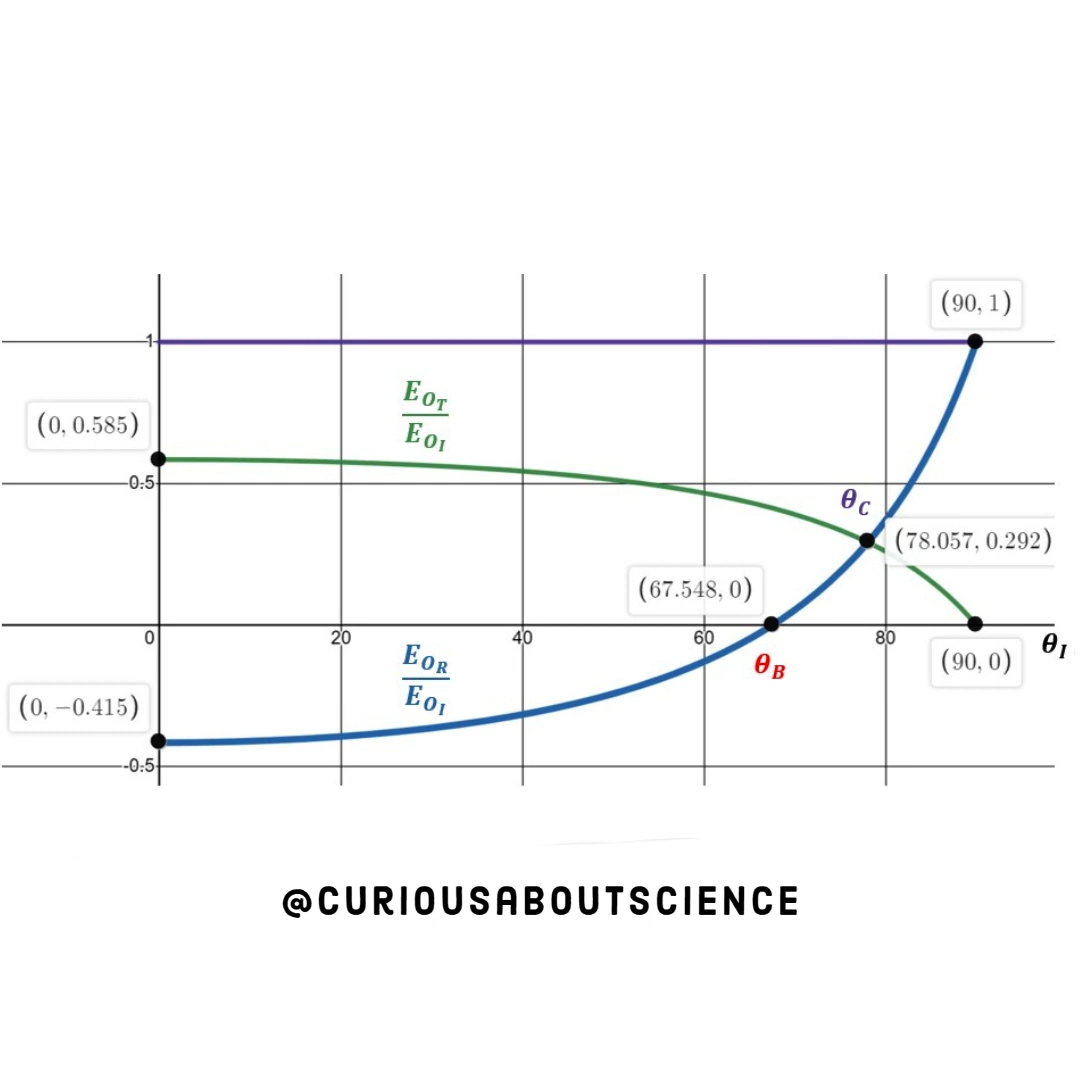 (90, 1)
1
E_{O_T}/E_{O_I}
(0, 0.585)
0.5
θ_C
(78.057, 0.292)
(67.548, 0)
0 20 40 60 80
θ_I
E_{O_R}/E_{O_I}
θ_B
(90, 0)
(0, −0.415)
-0.5
@CURIOUSABOUTSCIENCE